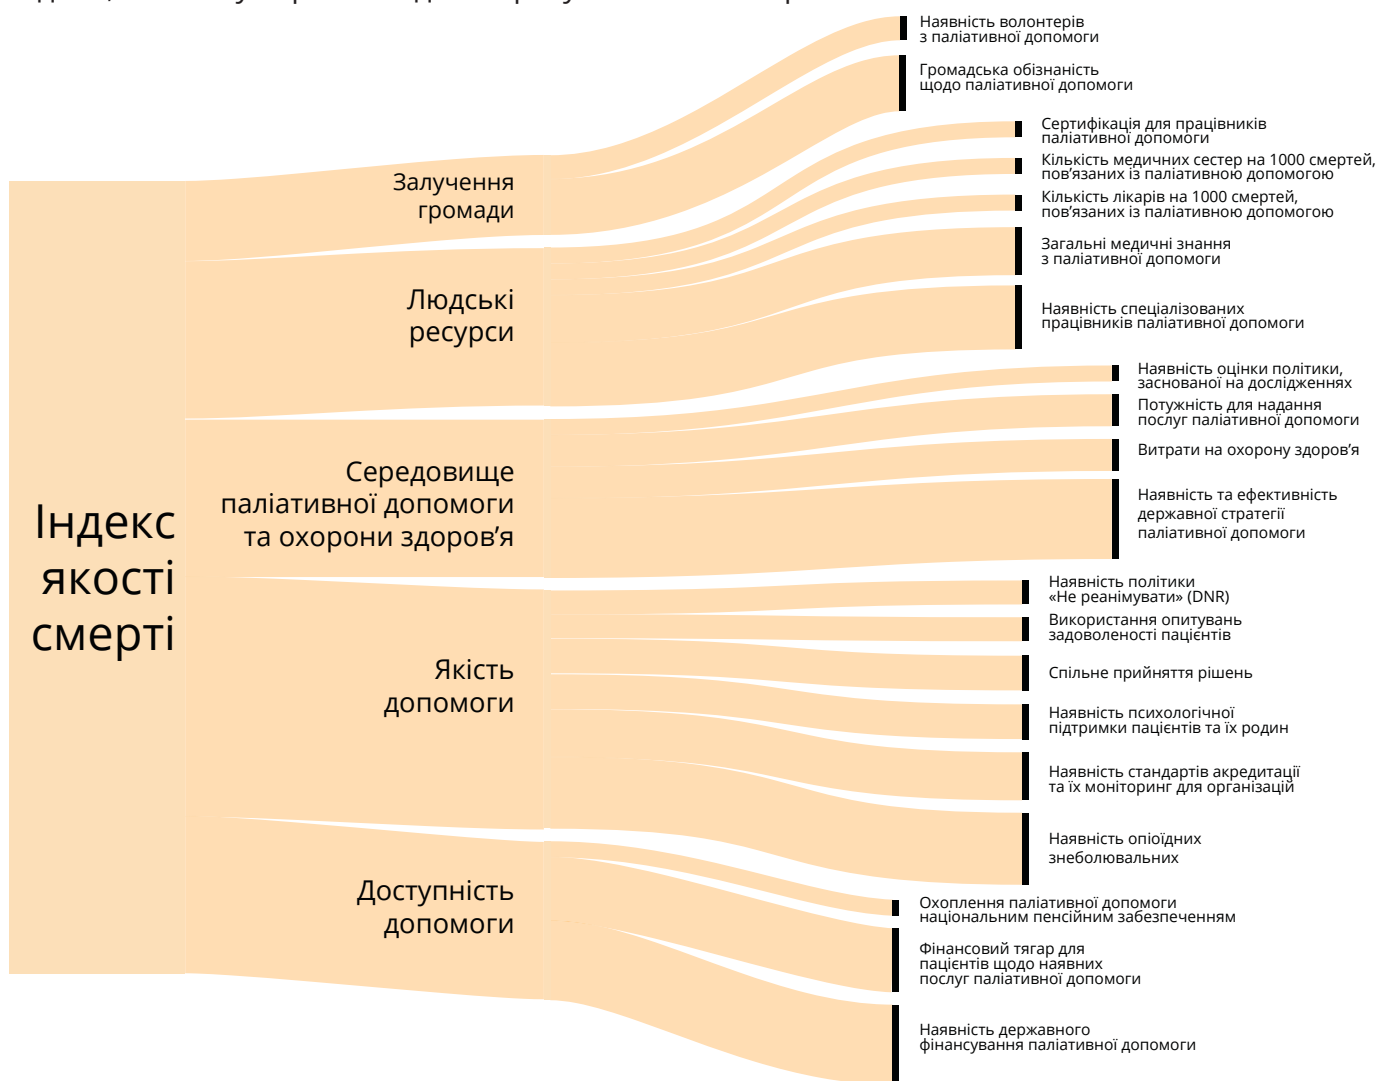 Індекс
якості
смерті
Залучення
громади
Людські
ресурси
Середовище
паліативної допомоги
та охорони здоров’я
Якість
допомоги
Доступність
допомоги
Наявність волонтерів
з паліативної допомоги
Громадська обізнаність
щодо паліативної допомоги
Сертифікація для працівників
паліативної допомоги
Кількість медичних сестер на 1000 смертей,
пов’язаних із паліативною допомогою
Кількість лікарів на 1000 смертей,
пов’язаних із паліативною допомогою
Загальні медичні знання
з паліативної допомоги
Наявність спеціалізованих
працівників паліативної допомоги
Наявність оцінки політики,
заснованої на дослідженнях
Потужність для надання
послуг паліативної допомоги
Витрати на охорону здоров’я
Наявність та ефективність
державної стратегії
паліативної допомоги
Наявність політики
«Не реанімувати» (DNR)
Використання опитувань
задоволеності пацієнтів
Спільне прийняття рішень
Наявність психологічної
підтримки пацієнтів та їх родин
Наявність стандартів акредитації
та їх моніторинг для організацій
Наявність опіоїдних
знеболювальних
Охоплення паліативної допомоги
національним пенсійним забезпеченням
Фінансовий тягар для
пацієнтів щодо наявних
послуг паліативної допомоги
Наявність державного
фінансування паліативної допомоги